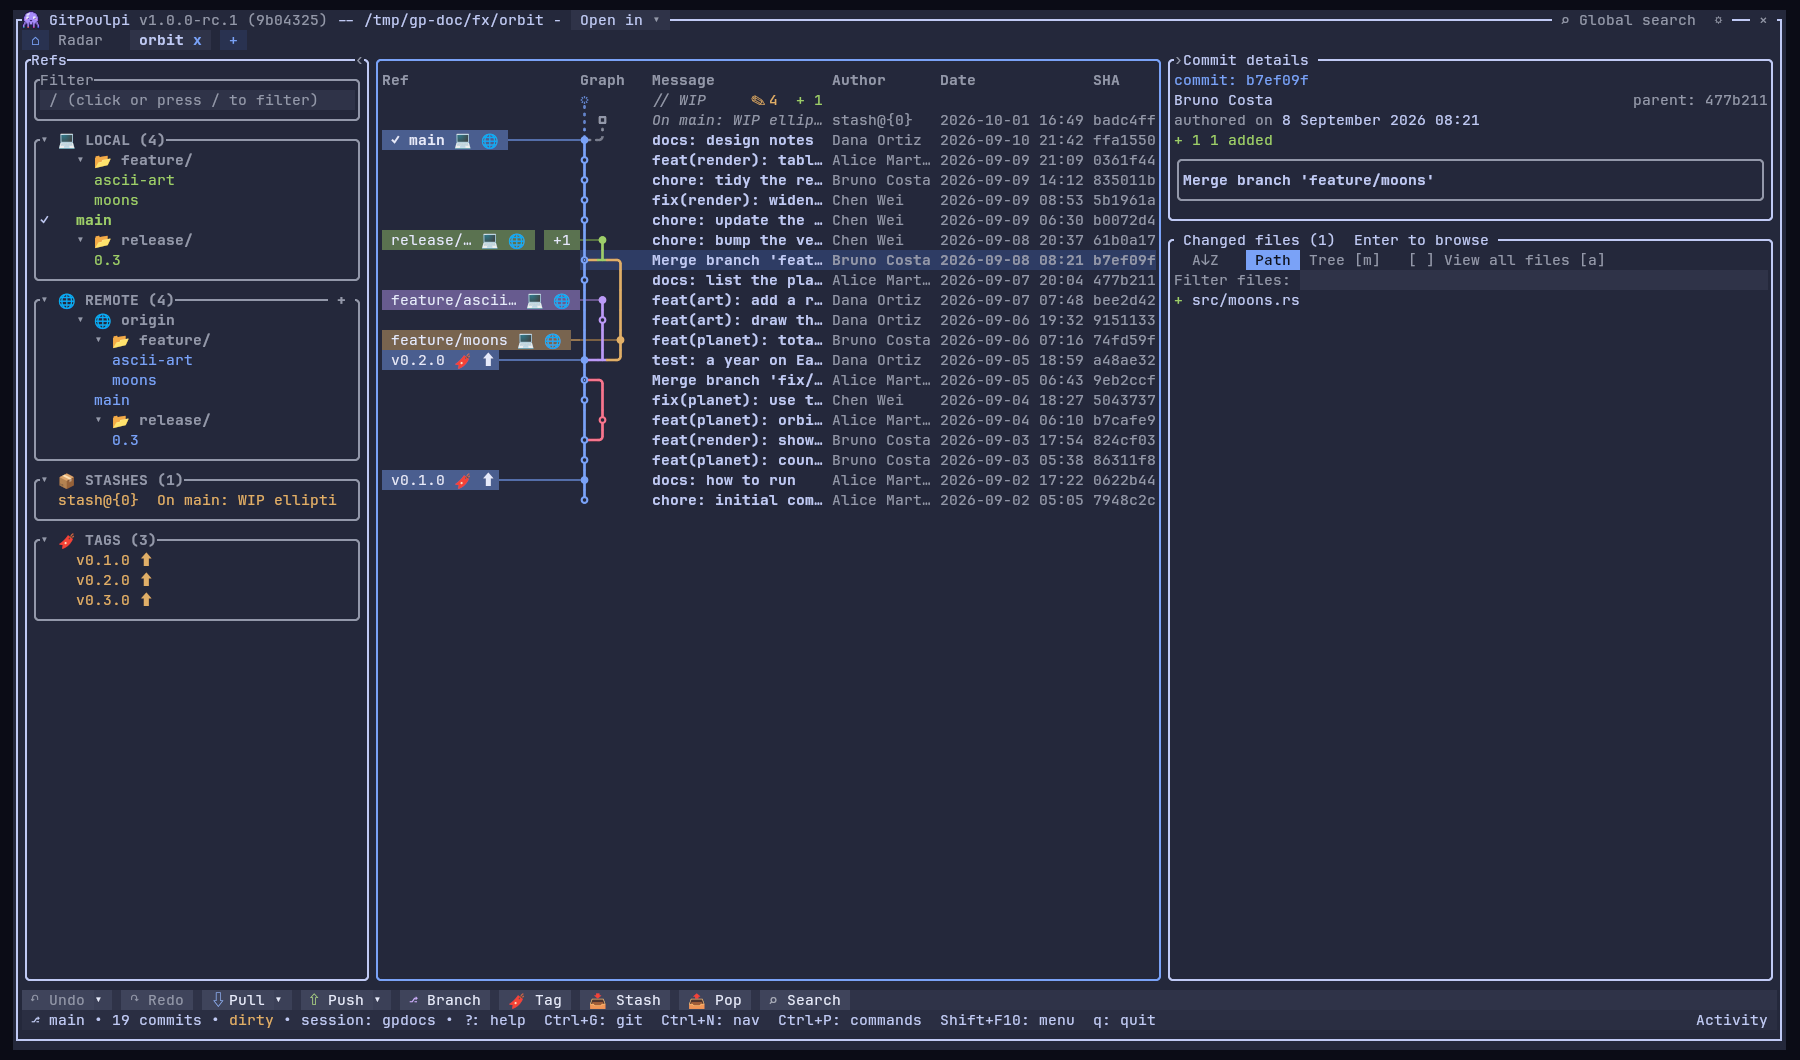 GitPoulpi v1.0.0-rc.1 (9b04325) -- /tmp/gp-doc/fx/orbit - Open in ▾ ⌕ Global search ☼ ×
⌂ Radar orbit x +
Refs ‹
Filter
/ (click or press / to filter)
▾ LOCAL (4)
▾ feature/
ascii-art
moons
✓ main
▾ release/
0.3
▾ REMOTE (4) +
▾ origin
▾ feature/
ascii-art
moons
main
▾ release/
0.3
▾ STASHES (1)
stash@{0} On main: WIP ellipti
▾ TAGS (3)
v0.1.0 ⬆
v0.2.0 ⬆
v0.3.0 ⬆
Ref Graph Message Author Date SHA
// WIP ✎ 4 + 1
On main: WIP ellip… stash@{0} 2026-10-01 16:49 badc4ff
✓ main docs: design notes Dana Ortiz 2026-09-10 21:42 ffa1550
feat(render): tabl… Alice Mart… 2026-09-09 21:09 0361f44
chore: tidy the re… Bruno Costa 2026-09-09 14:12 835011b
fix(render): widen… Chen Wei 2026-09-09 08:53 5b1961a
chore: update the … Chen Wei 2026-09-09 06:30 b0072d4
release/… +1 chore: bump the ve… Chen Wei 2026-09-08 20:37 61b0a17
Merge branch 'feat… Bruno Costa 2026-09-08 08:21 b7ef09f
docs: list the pla… Chen Wei 2026-09-07 20:04 477b211
feature/ascii… feat(art): add a r… Dana Ortiz 2026-09-07 07:48 bee2d42
feat(art): draw th… Dana Ortiz 2026-09-06 19:32 9151133
feature/moons feat(planet): tota… Bruno Costa 2026-09-06 07:16 74fd59f
v0.2.0 ⬆ test: a year on Ea… Dana Ortiz 2026-09-05 18:59 a48ae32
Merge branch 'fix/… Alice Mart… 2026-09-05 06:43 9eb2ccf
fix(planet): use t… Chen Wei 2026-09-04 18:27 5043737
feat(planet): orbi… Alice Mart… 2026-09-04 06:10 b7cafe9
feat(render): show… Bruno Costa 2026-09-03 17:54 824cf03
feat(planet): coun… Bruno Costa 2026-09-03 05:38 86311f8
v0.1.0 ⬆ docs: how to run Alice Mart… 2026-09-02 17:22 0622b44
chore: initial com… Alice Mart… 2026-09-02 05:05 7948c2c
› Commit details
commit: b7ef09f
Bruno Costa parent: 477b211
authored on 8 September 2026 08:21
+ 1 1 added
Merge branch 'feature/moons'
Changed files (1) Enter to browse
A↓Z Path Tree [m] [ ] View all files [a]
Filter files:
+ src/moons.rs
Undo ▾ Redo Pull ▾ Push ▾ Branch Tag Stash Pop ⌕ Search
main • 19 commits • dirty • session: gpdocs • ?: help Ctrl+G: git Ctrl+N: nav Ctrl+P: commands Shift+F10: menu q: quit Activity